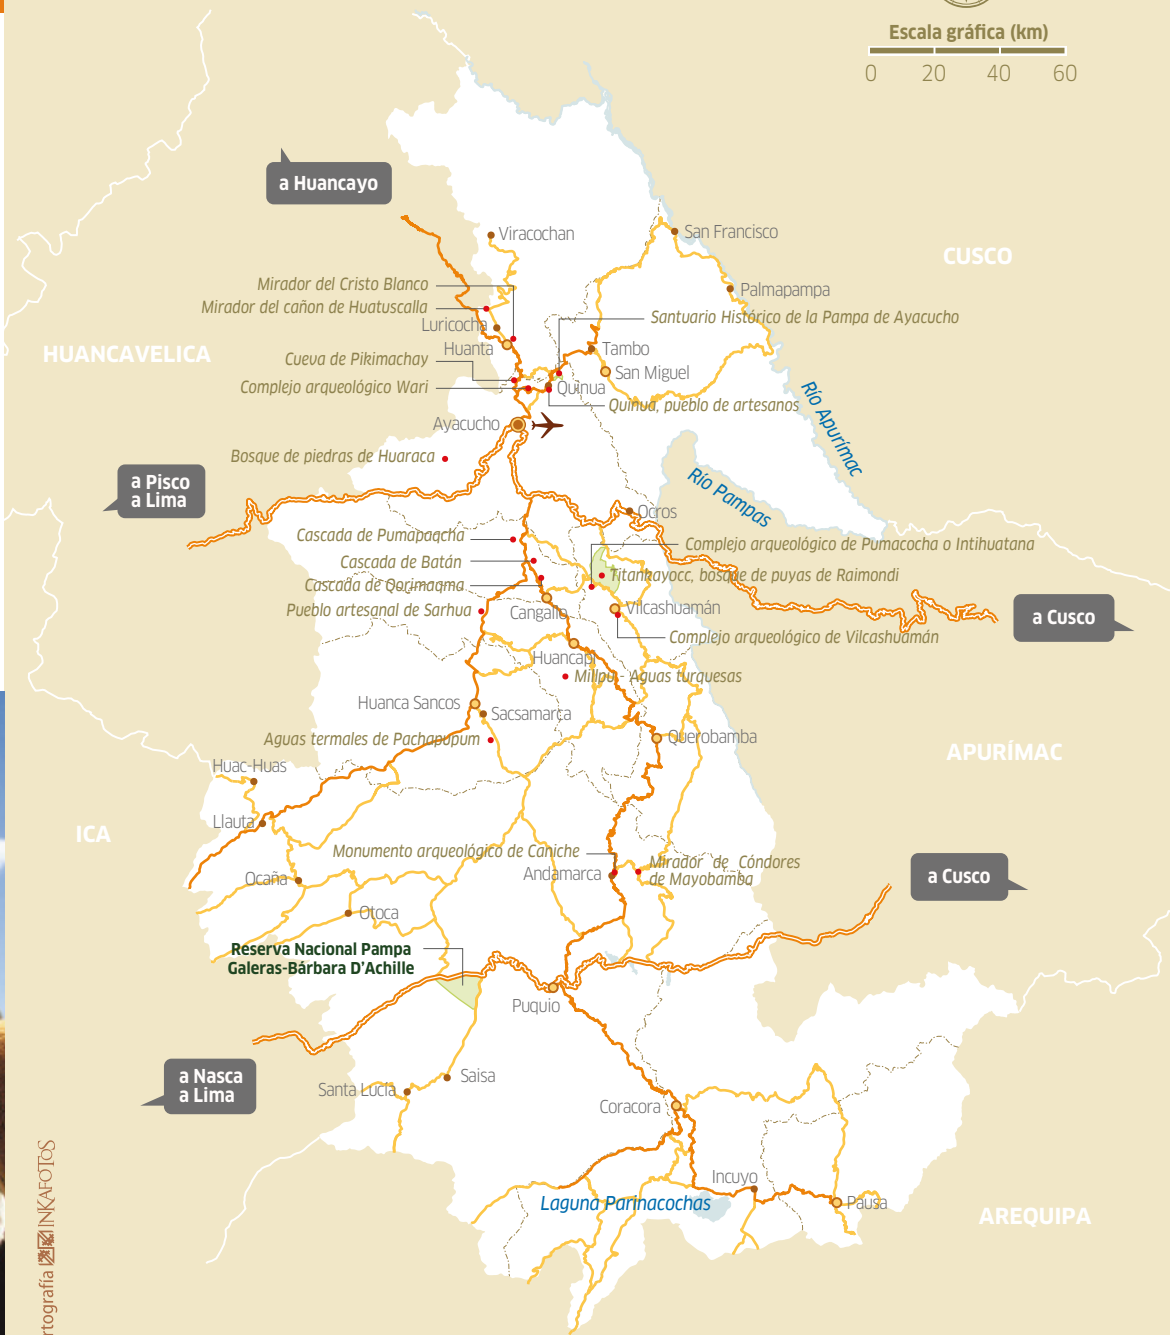 Escala gráfica (km)
0 20 40 60
a Huancayo
Viracochan
San Francisco
CUSCO
Mirador del Cristo Blanco
Palmapampa
Mirador del cañon de Huatuscalla
Santuario Histórico de la Pampa de Ayacucho
Luricocha
HUANCAVELICA
Huanta
Tambo
Cueva de Pikimachay
San Miguel
Complejo arqueológico Wari
Quinua
Quinua, pueblo de artesanos
Río Apurímac
Ayacucho
Bosque de piedras de Huaraca
a Pisco
a Lima
Río Pampas
Ocros
Cascada de Pumapaqcha
Complejo arqueológico de Pumacocha o Intihuatana
Cascada de Batán
Titankayocc, bosque de puyas de Raimondi
Cascada de Qorimaqma
Pueblo artesanal de Sarhua
Cangallo
Vilcashuamán
a Cusco
Complejo arqueológico de Vilcashuamán
Huancapi
Millpu - Aguas turquesas
Huanca Sancos
Sacsamarca
Aguas termales de Pachapupum
Querobamba
APURÍMAC
Huac-Huas
Llauta
ICA
Monumento arqueológico de Caniche
Mirador de Cóndores
de Mayobamba
Andamarca
a Cusco
Ocaña
Otoca
Reserva Nacional Pampa
Galeras-Bárbara D'Achille
Puquio
a Nasca
a Lima
Saisa
Santa Lucía
Coracora
Incuyo
Laguna Parinacochas
Pausa
AREQUIPA
rtografía INKAFOTOS